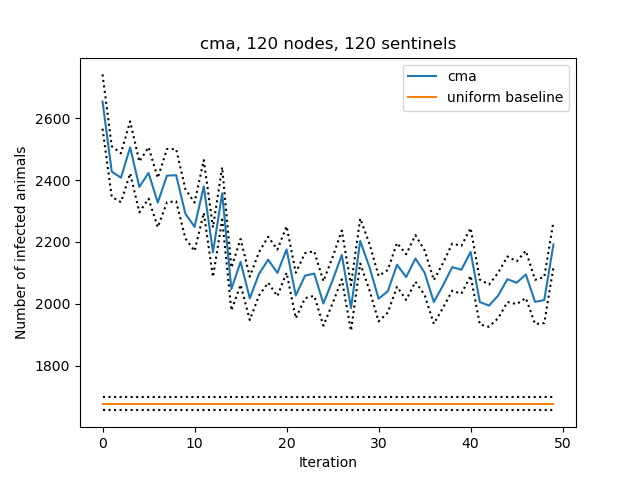 cma, 120 nodes, 120 sentinels
cma
uniform baseline
Number of infected animals
2600
2400
2200
2000
1800
0 10 20 30 40 50
Iteration